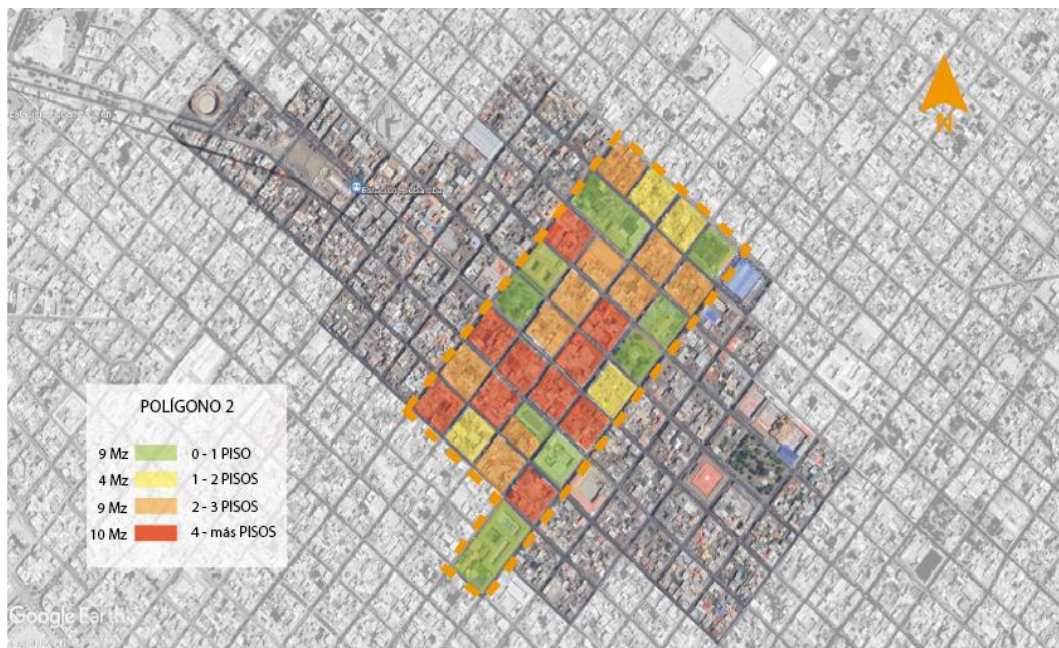 N
POLÍGONO 2
9 Mz 0 - 1 PISO
4 Mz 1 - 2 PISOS
9 Mz 2 - 3 PISOS
10 Mz 4 - más PISOS
Google Earth